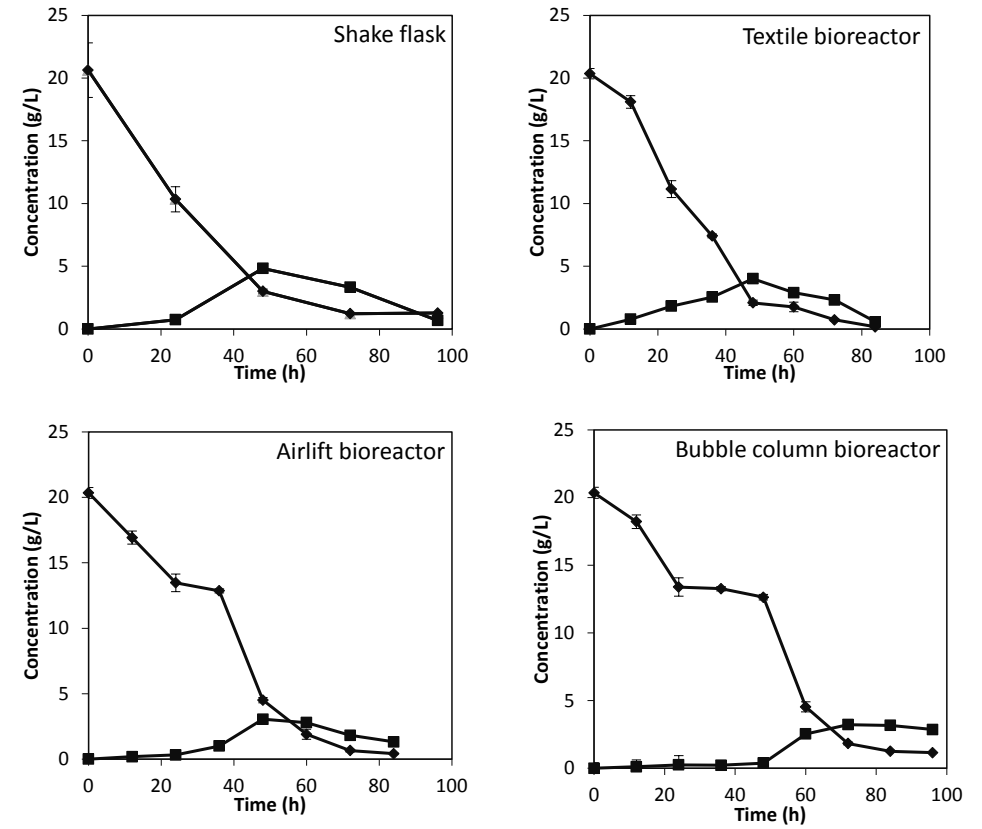 Shake flask
Concentration (g/L)
25
20
15
10
5
0
0 20 40 60 80 100
Time (h)
Textile bioreactor
Concentration (g/L)
25
20
15
10
5
0
0 20 40 60 80 100
Time (h)
Airlift bioreactor
Concentration (g/L)
25
20
15
10
5
0
0 20 40 60 80 100
Time (h)
Bubble column bioreactor
Concentration (g/L)
25
20
15
10
5
0
0 20 40 60 80 100
Time (h)